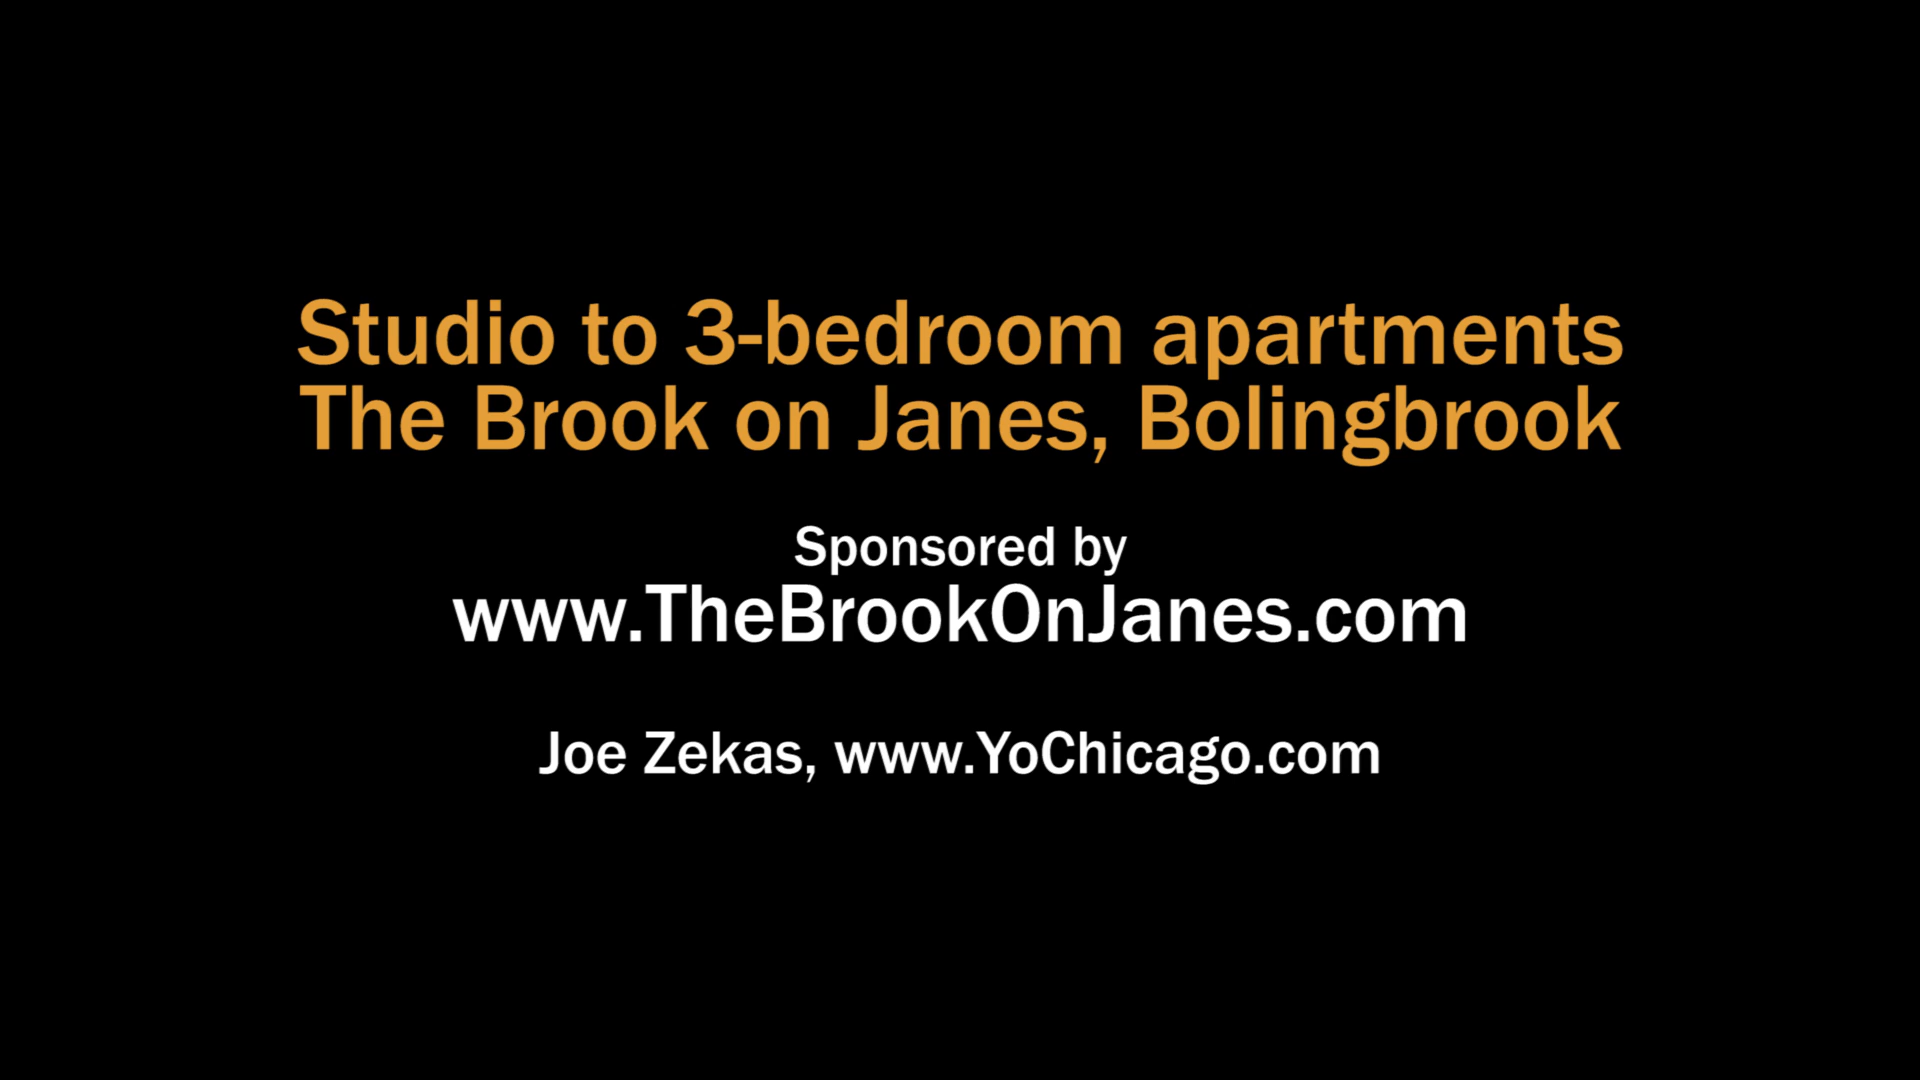 Studio to 3-bedroom apartments
The Brook on Janes, Bolingbrook
Sponsored by
www.TheBrookOnJanes.com
Joe Zekas, www.YoChicago.com